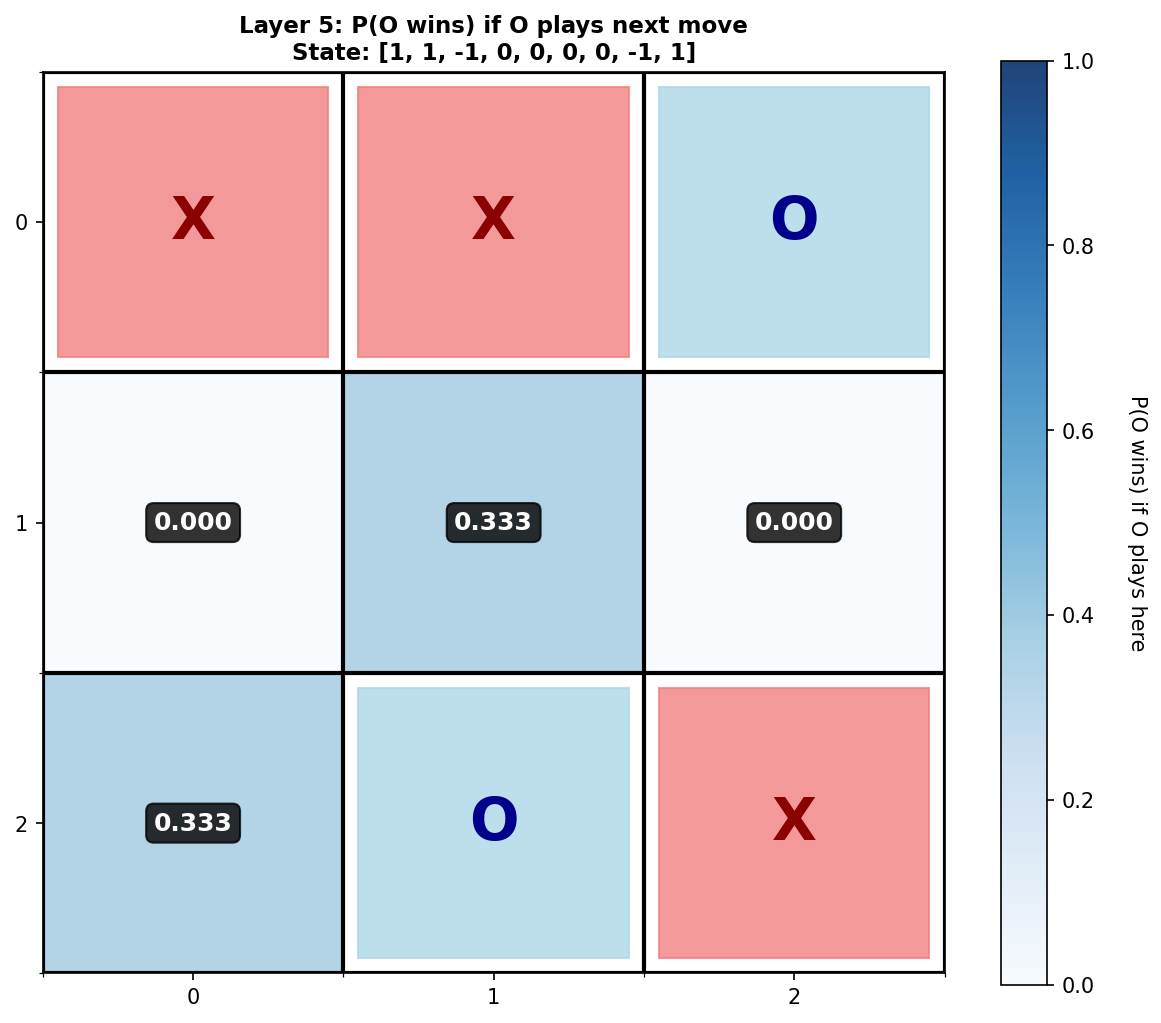 Layer 5: P(O wins) if O plays next move
State: [1, 1, -1, 0, 0, 0, 0, -1, 1]
0
X
X
O
1
0.000
0.333
0.000
2
0.333
O
X
0
1
2
1.0
0.8
0.6
0.4
0.2
0.0
P(O wins) if O plays here